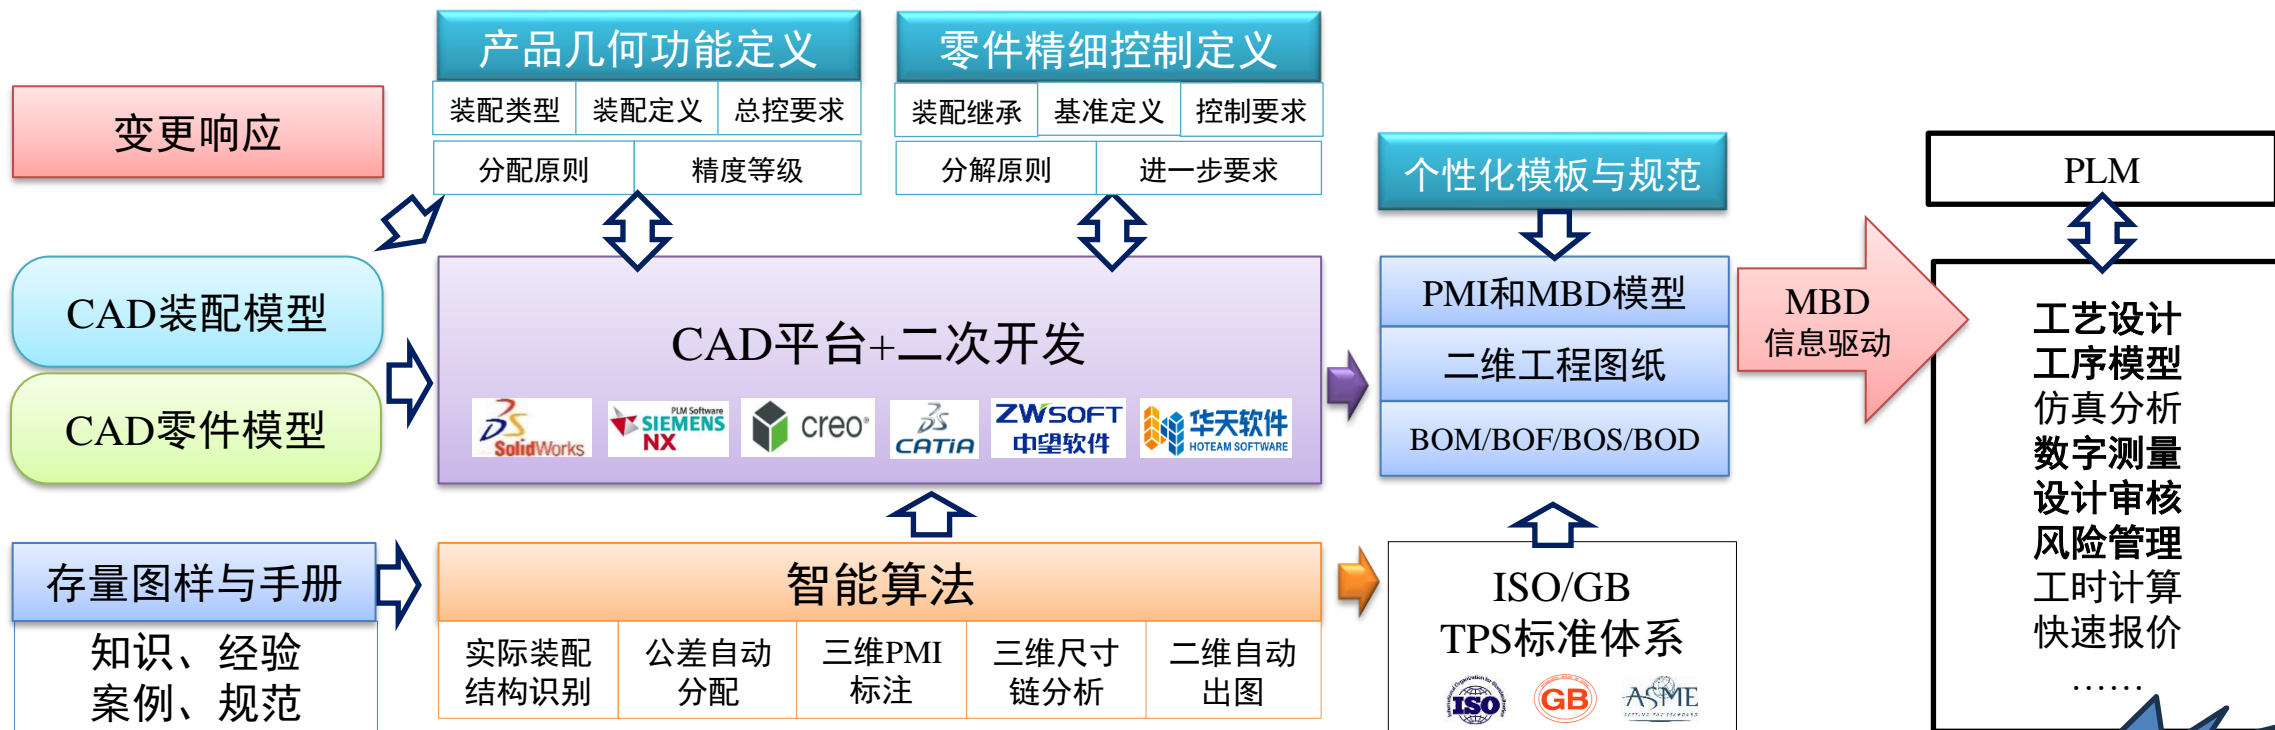 产品几何功能定义
装配类型 装配定义 总控要求
分配原则 精度等级
零件精细控制定义
装配继承 基准定义 控制要求
分解原则 进一步要求
变更响应
个性化模板与规范
PLM
CAD装配模型
CAD零件模型
CAD平台+二次开发
SolidWorks
PLM Software
SIEMENS
NX
creo
CATIA
ZWSOFT
中望软件
华天软件
HOTEAM SOFTWARE
PMI和MBD模型
二维工程图纸
BOM/BOF/BOS/BOD
MBD
信息驱动
工艺设计
工序模型
仿真分析
数字测量
设计审核
风险管理
工时计算
快速报价
……
存量图样与手册
知识、经验
案例、规范
智能算法
实际装配
结构识别
公差自动
分配
三维PMI
标注
三维尺寸
链分析
二维自动
出图
ISO/GB
TPS标准体系
ISO
GB
ASME
SETTING THE STANDARD